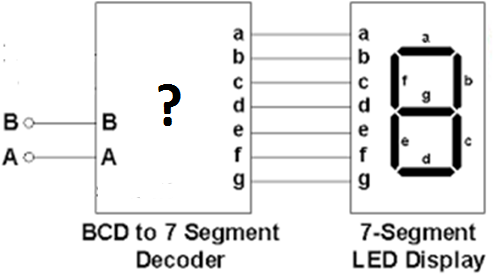 a a
b b
c c
d d
e e
f f
g g
B B
A A
?
a
f b
g
e c
d
BCD to 7 Segment
Decoder
7-Segment
LED Display